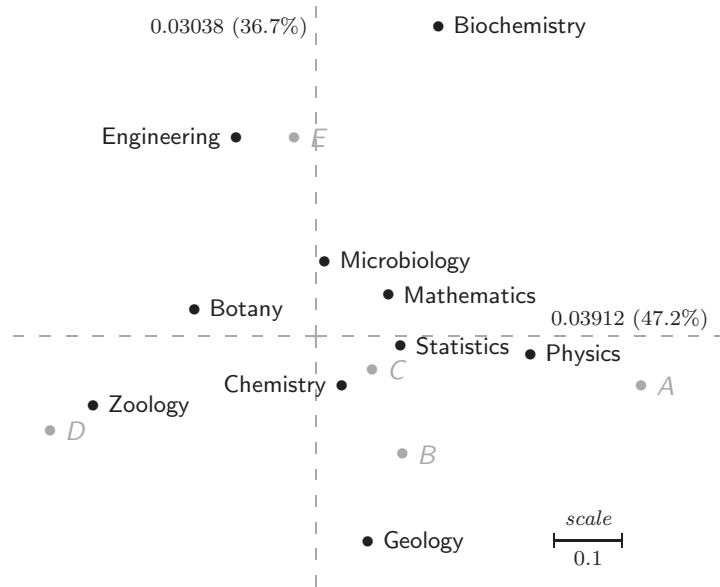 0.03038 (36.7%)
Biochemistry
Engineering
E
Microbiology
Mathematics
Botany
0.03912 (47.2%)
Statistics
Physics
C
Chemistry
A
Zoology
D
B
scale
Geology
0.1